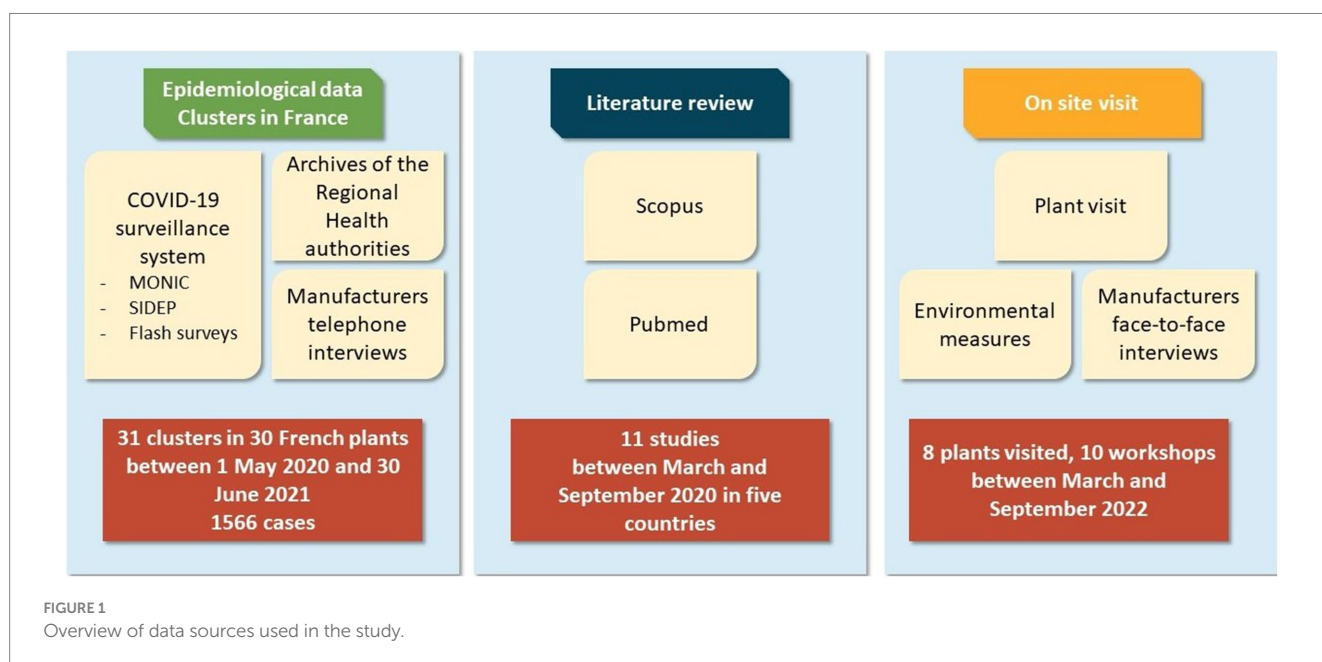 Epidemiological data
Clusters in France
COVID-19
surveillance
system
- MONIC
- SIDEP
- Flash surveys
Archives of the
Regional
Health
authorities
Manufacturers
telephone
interviews
31 clusters in 30 French plants
between 1 May 2020 and 30
June 2021
1566 cases
Literature review
Scopus
Pubmed
11 studies
between March and
September 2020 in five
countries
On site visit
Plant visit
Environmental
measures
Manufacturers
face-to-face
interviews
8 plants visited, 10 workshops
between March and
September 2022
FIGURE 1
Overview of data sources used in the study.